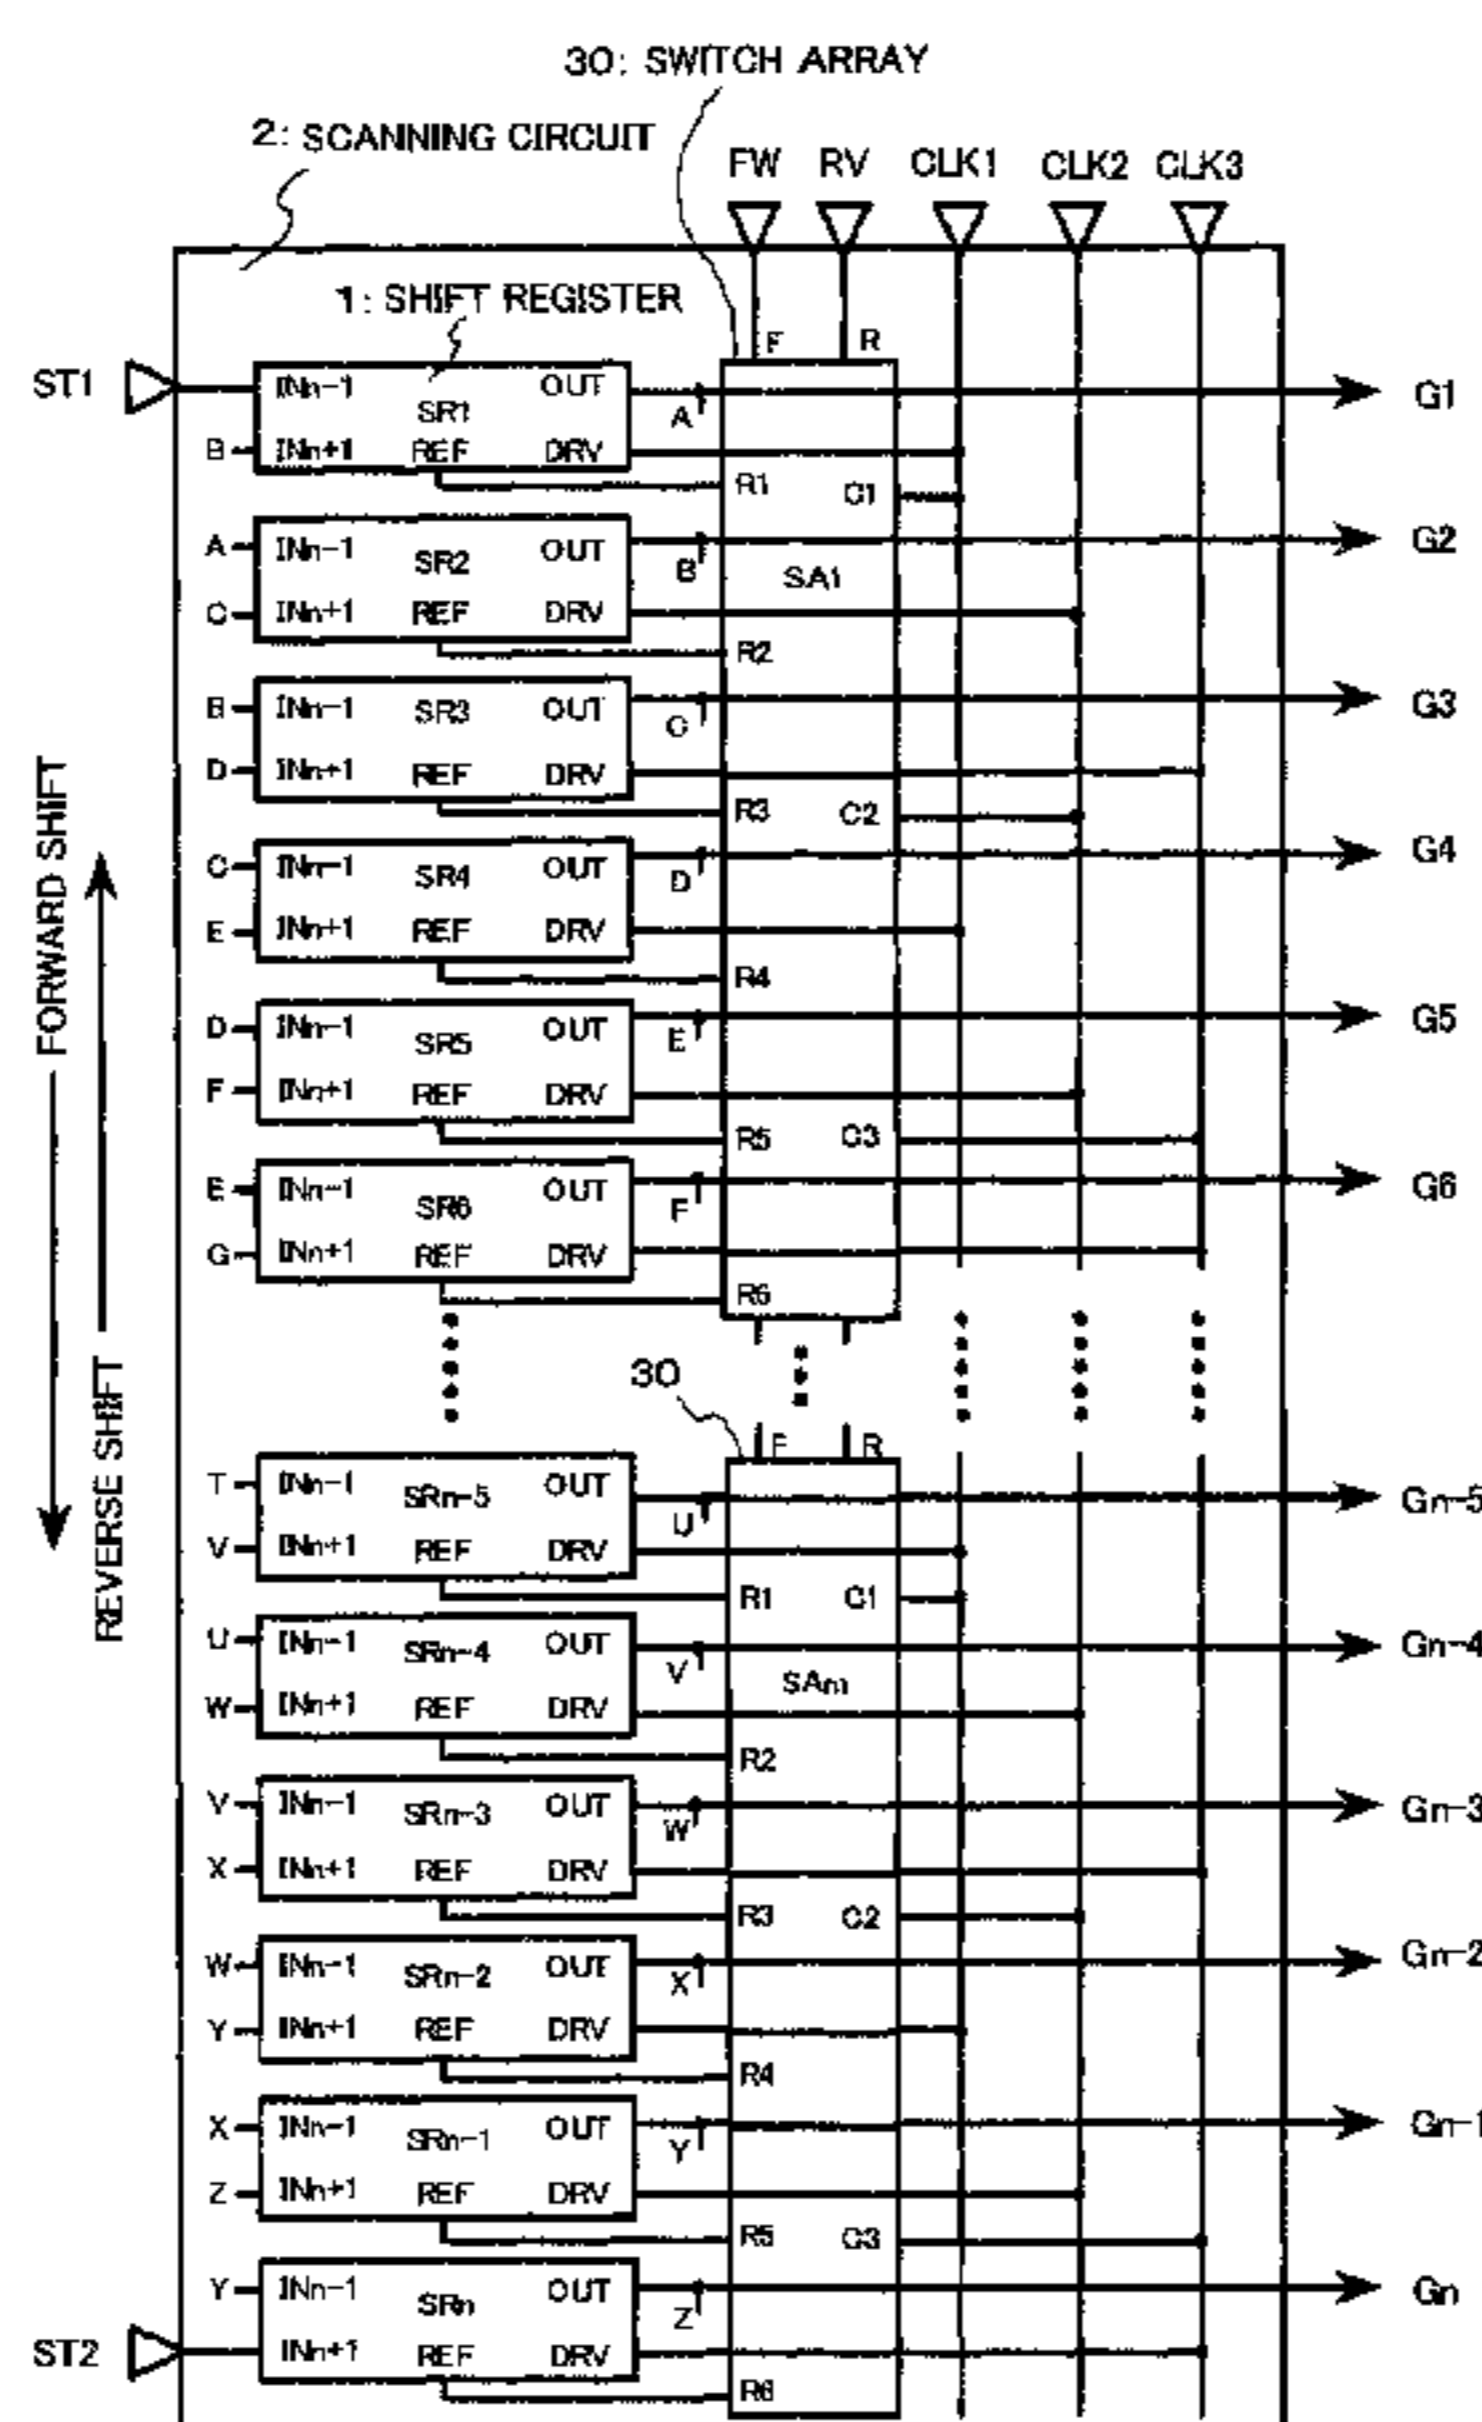 30: SWITCH ARRAY
2: SCANNING CIRCUIT
FW RV CLK1 CLK2 CLK3
1: SHIFT REGISTER
F R
ST1 INn-1 SR1 OUT A G1
B INn+1 REF DRV
R1 C1
A INn-1 SR2 OUT B SA1 G2
C INn+1 REF DRV
R2
B INn-1 SR3 OUT C G3
D INn+1 REF DRV
R3 C2
C INn-1 SR4 OUT D G4
E INn+1 REF DRV
R4
D INn-1 SR5 OUT E G5
F INn+1 REF DRV
R5 C3
E INn-1 SR6 OUT F G6
G INn+1 REF DRV
R6
FORWARD SHIFT
REVERSE SHIFT
30
F R
T INn-1 SRn-5 OUT U Gn-5
V INn+1 REF DRV
R1 C1
U INn-1 SRn-4 OUT V SAm Gn-4
W INn+1 REF DRV
R2
V INn-1 SRn-3 OUT W Gn-3
X INn+1 REF DRV
R3 C2
W INn-1 SRn-2 OUT X Gn-2
Y INn+1 REF DRV
R4
X INn-1 SRn-1 OUT Y Gn-1
Z INn+1 REF DRV
R5 C3
Y INn-1 SRn OUT Z Gn
ST2 INn+1 REF DRV
R6